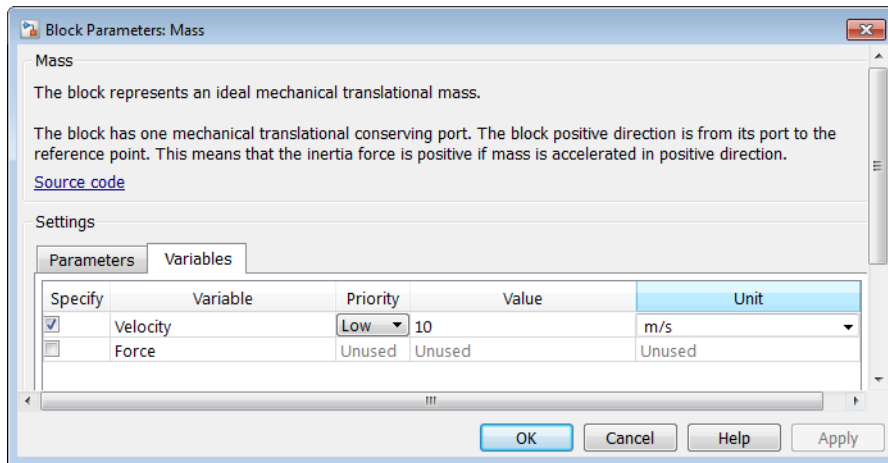 Block Parameters: Mass
Mass
The block represents an ideal mechanical translational mass.
The block has one mechanical translational conserving port. The block positive direction is from its port to the
reference point. This means that the inertia force is positive if mass is accelerated in positive direction.
Source code
Settings
Parameters Variables
Specify Variable Priority Value Unit
Velocity Low 10 m/s
Force Unused Unused Unused
OK Cancel Help Apply